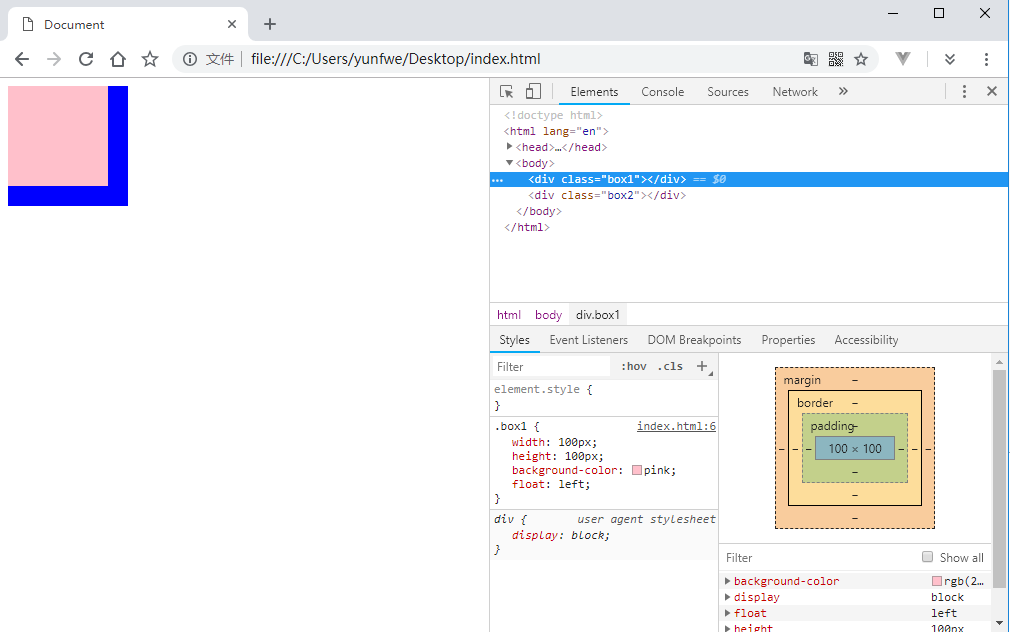 Document
文件 file:///C:/Users/yunfwe/Desktop/index.html
Elements Console Sources Network »
<!doctype html>
<html lang="en">
<head>…</head>
<body>
<div class="box1"></div> == $0
<div class="box2"></div>
</body>
</html>
html body div.box1
Styles Event Listeners DOM Breakpoints Properties Accessibility
Filter :hov .cls +
element.style {
}
.box1 { index.html:6
width: 100px;
height: 100px;
background-color: pink;
float: left;
}
div { user agent stylesheet
display: block;
}
margin –
border –
padding –
– – – 100 × 100 – – –
–
–
–
Filter Show all
background-color rgb(2…
display block
float left
height 100px